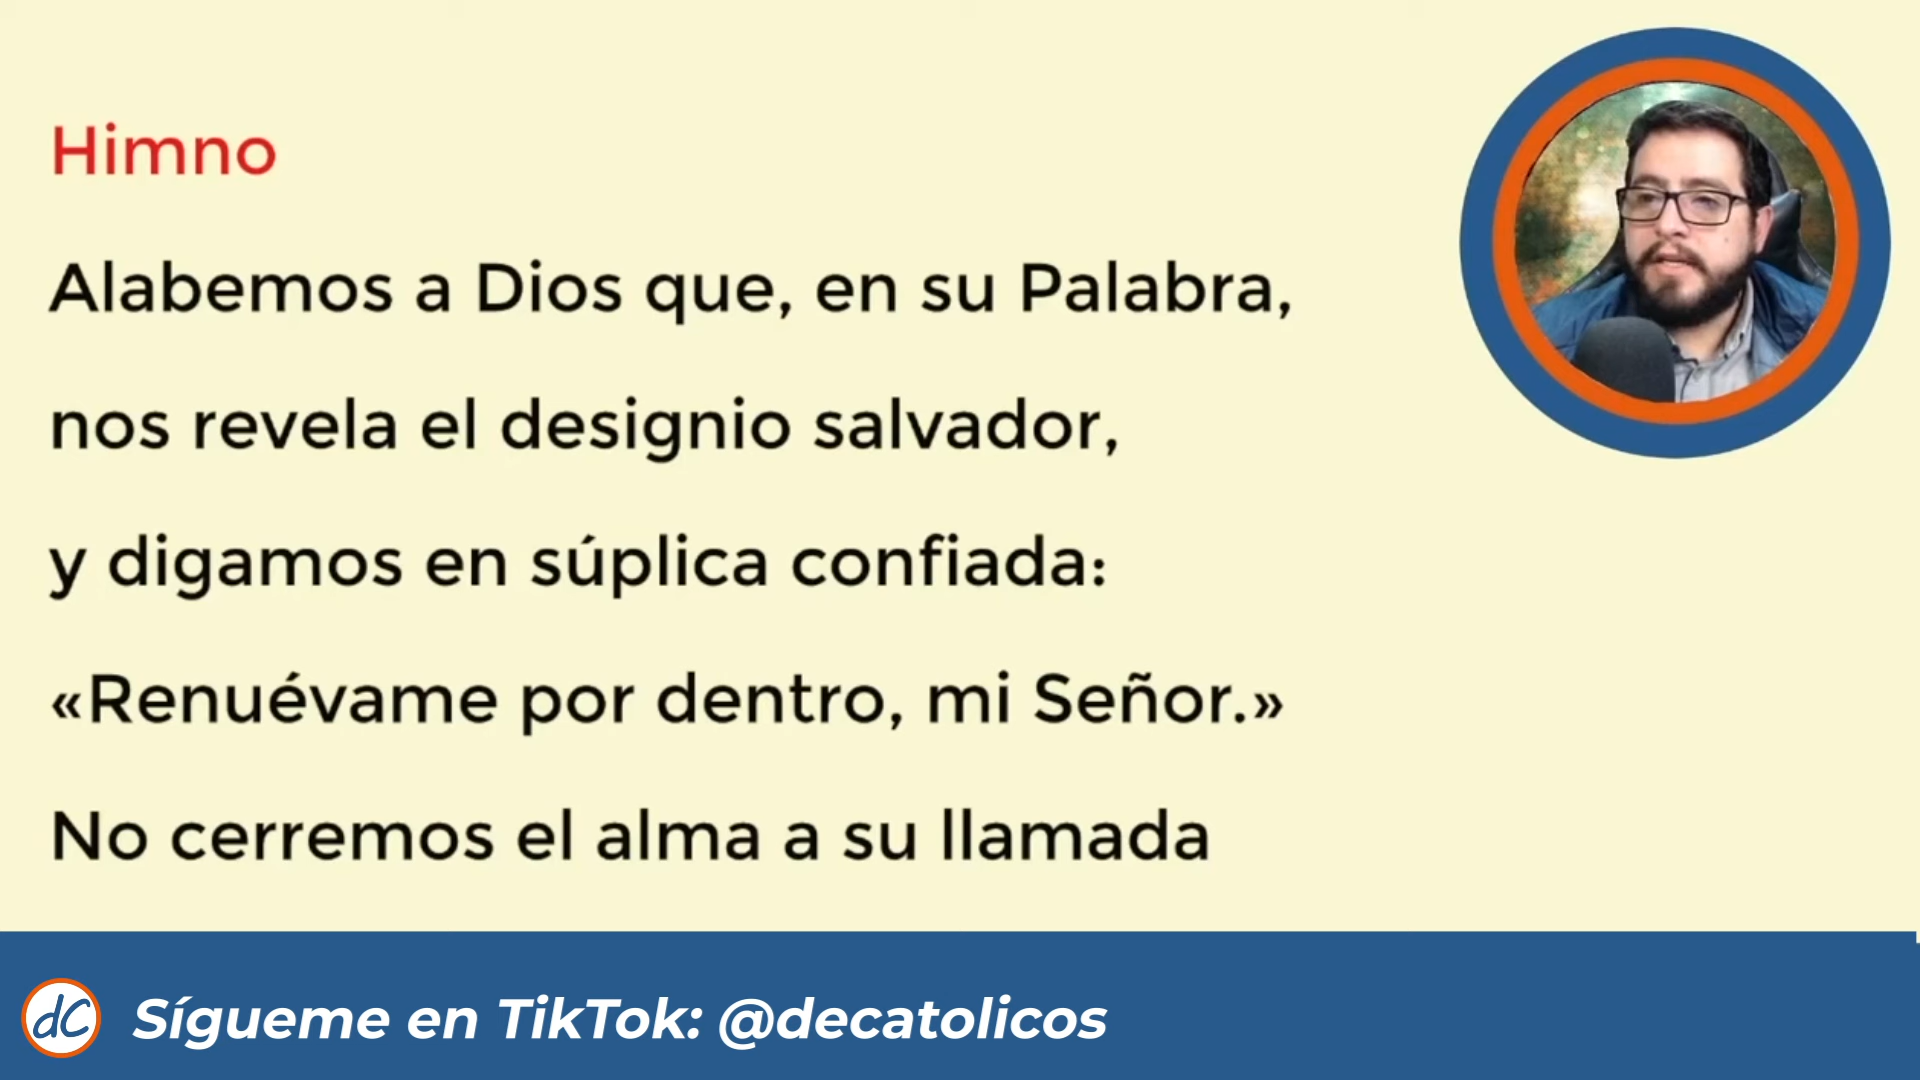 Himno
Alabemos a Dios que, en su Palabra,
nos revela el designio salvador,
y digamos en súplica confiada:
«Renuévame por dentro, mi Señor.»
No cerremos el alma a su llamada
dC
Sígueme en TikTok: @decatolicos